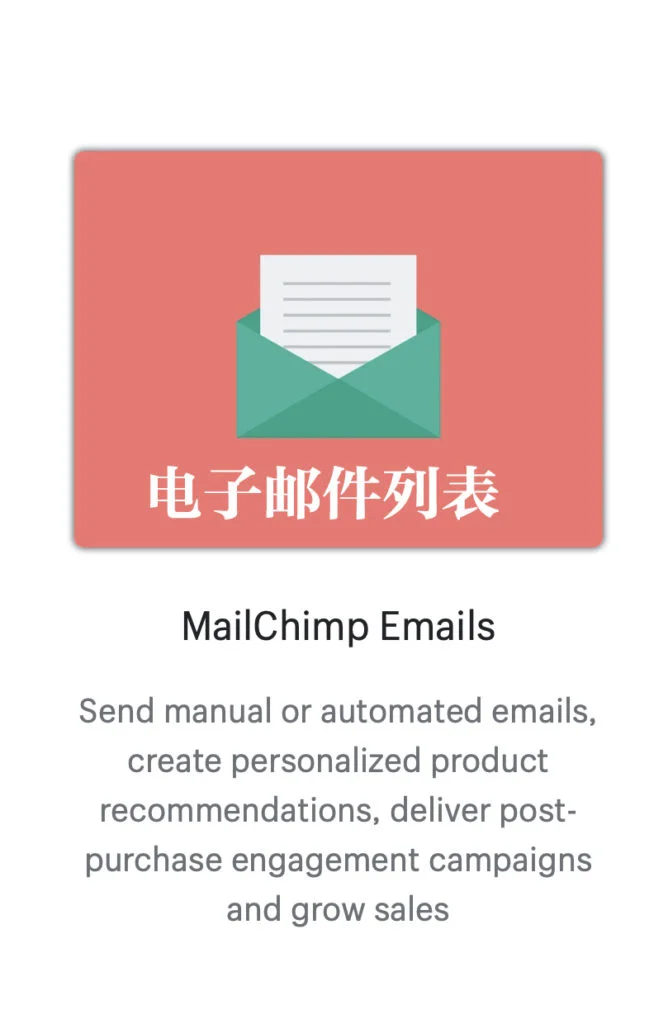 电子邮件列表
MailChimp Emails
Send manual or automated emails,
create personalized product
recommendations, deliver post-
purchase engagement campaigns
and grow sales